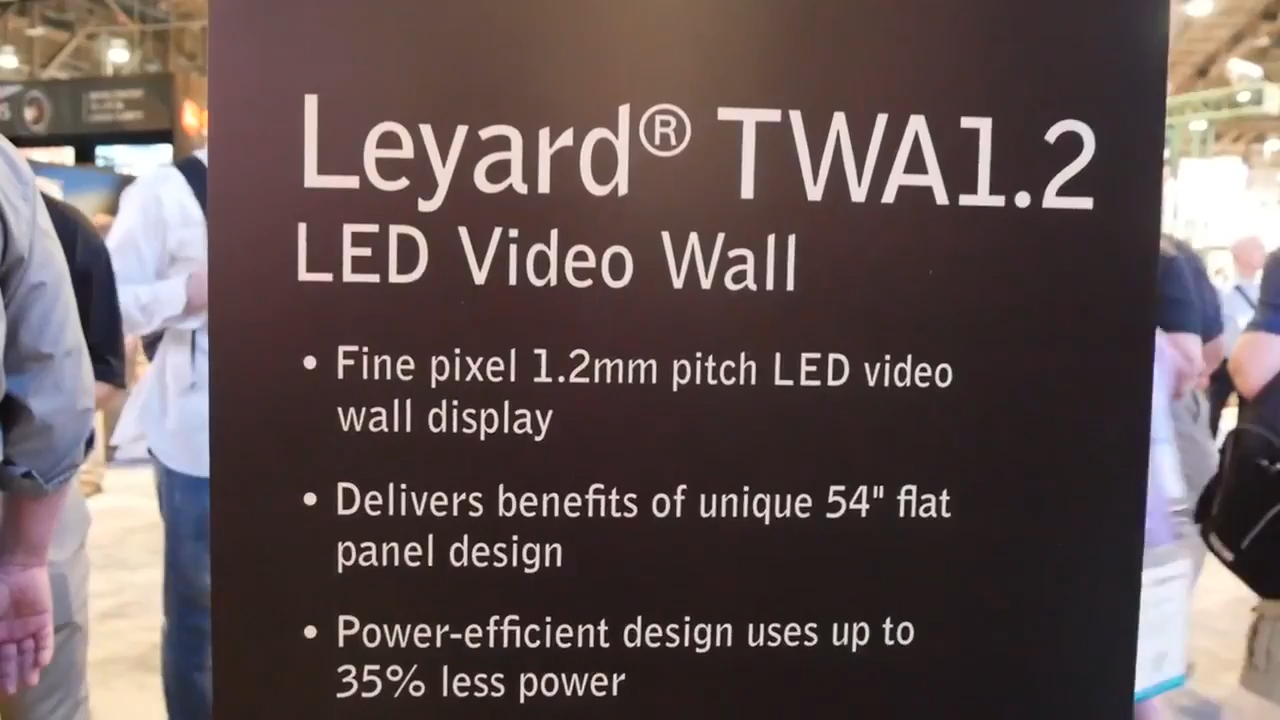 Leyard® TWA1.2
LED Video Wall
• Fine pixel 1.2mm pitch LED video
wall display
• Delivers benefits of unique 54" flat
panel design
• Power-efficient design uses up to
35% less power